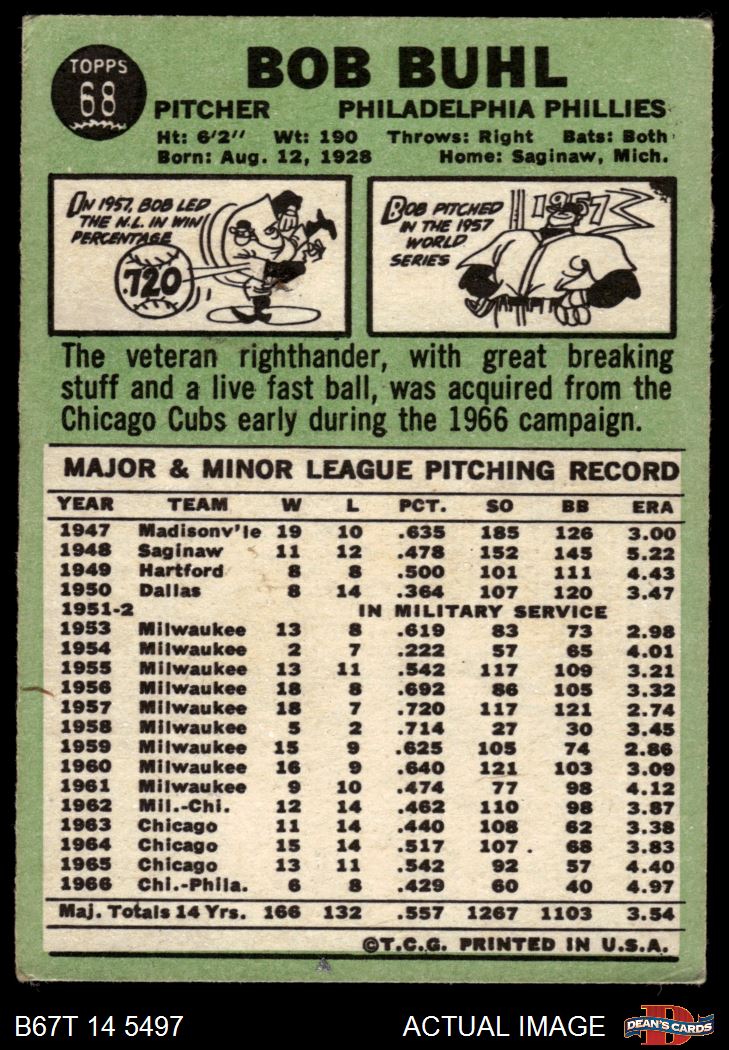 TOPPS
68
BOB BUHL
PITCHER PHILADELPHIA PHILLIES
Ht: 6'2" Wt: 190 Throws: Right Bats: Both
Born: Aug. 12, 1928 Home: Saginaw, Mich.
ON 1957, BOB LED
THE N.L. IN WIN
PERCENTAGE
.720
BOB PITCHED
IN THE 1957
WORLD
SERIES
1957
The veteran righthander, with great breaking
stuff and a live fast ball, was acquired from the
Chicago Cubs early during the 1966 campaign.
MAJOR & MINOR LEAGUE PITCHING RECORD
YEAR TEAM W L PCT. SO BB ERA
1947 Madisonv'le 19 10 .635 185 126 3.00
1948 Saginaw 11 12 .478 152 145 5.22
1949 Hartford 8 8 .500 101 111 4.43
1950 Dallas 8 14 .364 107 120 3.47
1951-2 IN MILITARY SERVICE
1953 Milwaukee 13 8 .619 83 73 2.98
1954 Milwaukee 2 7 .222 57 65 4.01
1955 Milwaukee 13 11 .542 117 109 3.21
1956 Milwaukee 18 8 .692 86 105 3.32
1957 Milwaukee 18 7 .720 117 121 2.74
1958 Milwaukee 5 2 .714 27 30 3.45
1959 Milwaukee 15 9 .625 105 74 2.86
1960 Milwaukee 16 9 .640 121 103 3.09
1961 Milwaukee 9 10 .474 77 98 4.12
1962 Mil.-Chi. 12 14 .462 110 98 3.87
1963 Chicago 11 14 .440 108 62 3.38
1964 Chicago 15 14 .517 107 68 3.83
1965 Chicago 13 11 .542 92 57 4.40
1966 Chi.-Phila. 6 8 .429 60 40 4.97
Maj. Totals 14 Yrs. 166 132 .557 1267 1103 3.54
©T.C.G. PRINTED IN U.S.A.
B67T 14 5497 ACTUAL IMAGE DEAN'S CARDS